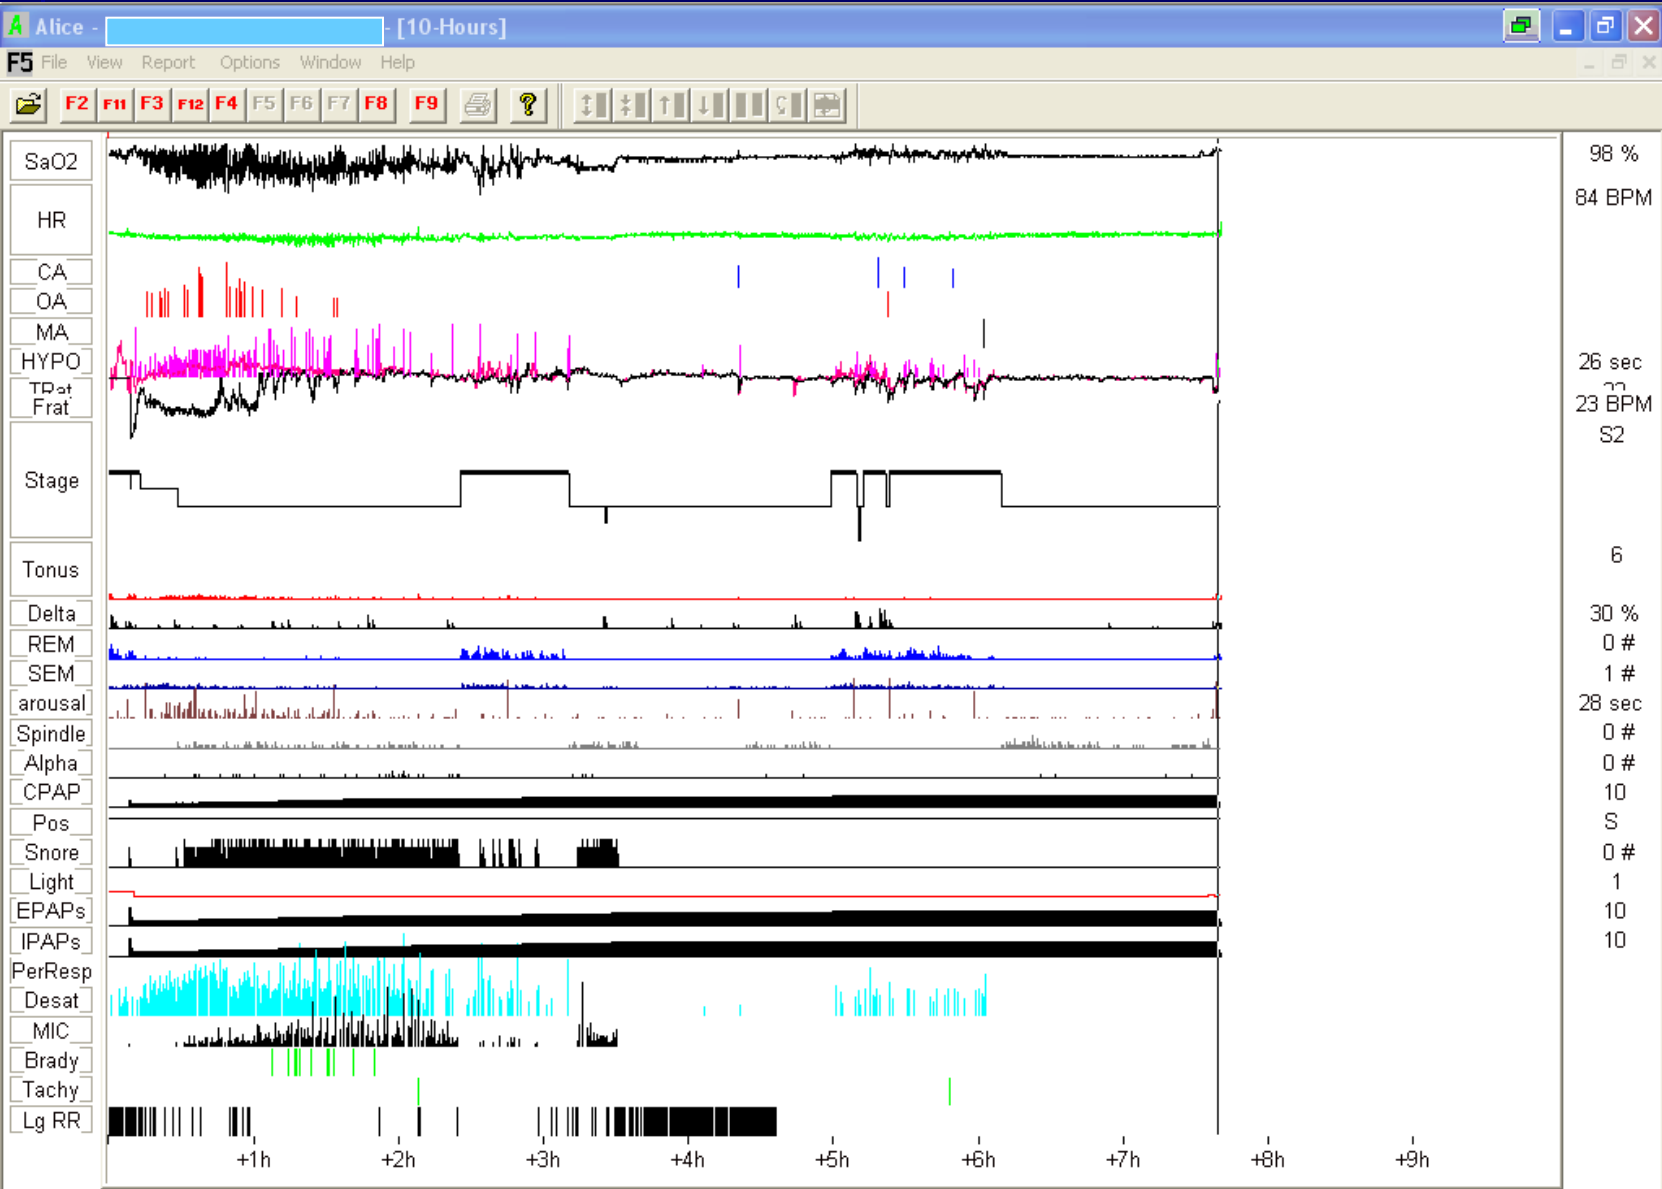 Alice - - [10-Hours]
F5 File View Report Options Window Help
F2 F11 F3 F12 F4 F5 F6 F7 F8 F9 ?
SaO2 98 %
84 BPM
HR
CA
OA
MA
HYPO 26 sec
TRat
Frat 23 BPM
S2
Stage
Tonus 6
Delta 30 %
REM 0 #
SEM 1 #
arousal 28 sec
Spindle 0 #
Alpha 0 #
CPAP 10
Pos S
Snore 0 #
Light 1
EPAPs 10
IPAPs 10
PerResp
Desat
MIC
Brady
Tachy
Lg RR
+1h +2h +3h +4h +5h +6h +7h +8h +9h